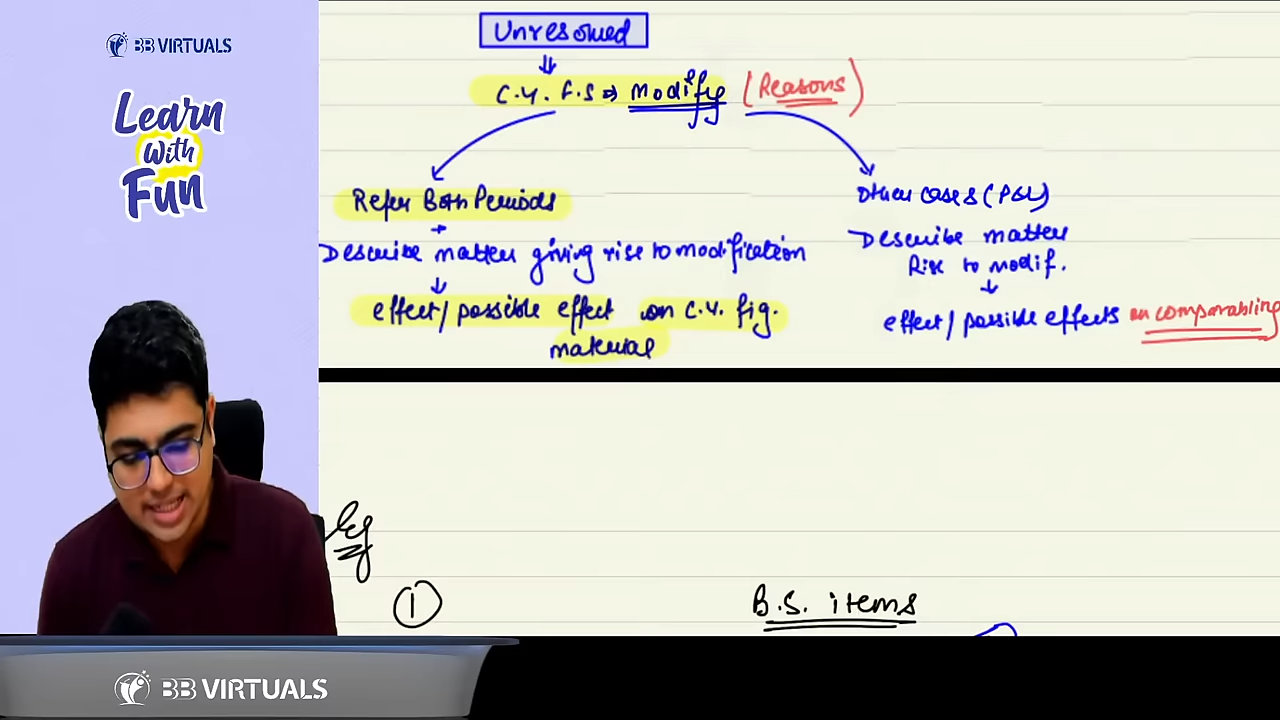 BB VIRTUALS
Learn
With
Fun
Unresolved
C.Y. F.S ⇒ Modify (Reasons)
Refer Both Periods
+
Describe matter giving rise to modification
effect/possible effect on C.Y. fig.
material
Other cases (P&L)
Describe matter
Rise to modif.
effect/possible effects on comparability
Eg
①
B.S. items
BB VIRTUALS